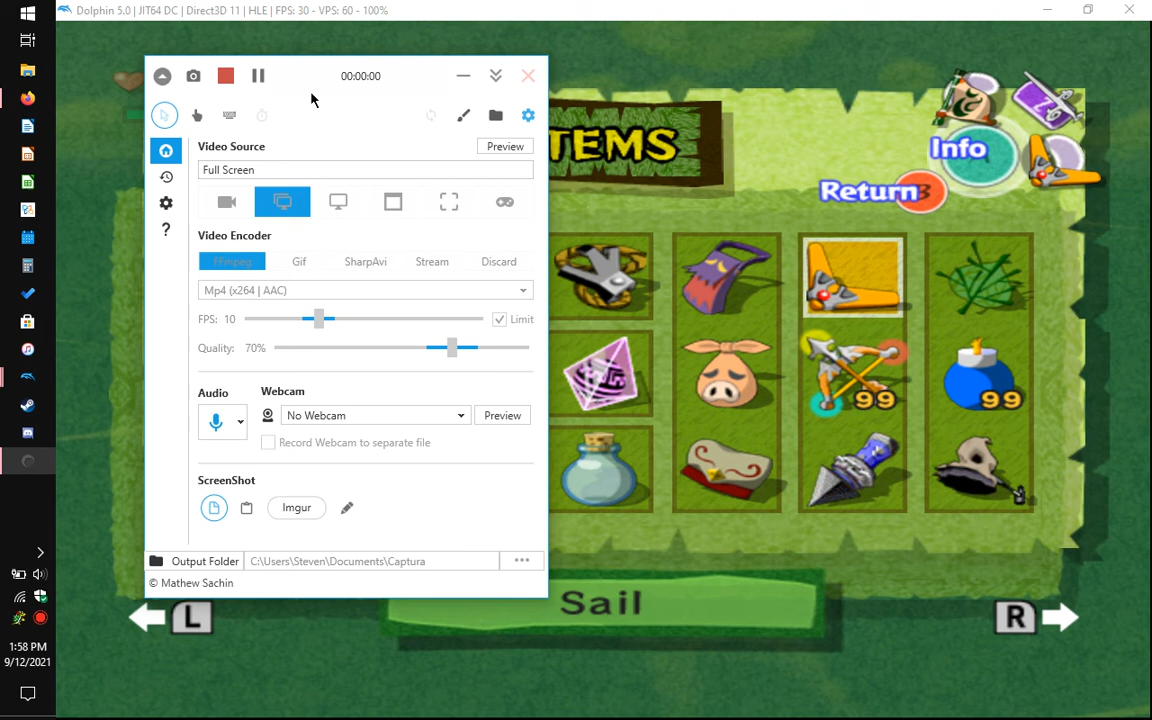 Dolphin 5.0 | JIT64 DC | Direct3D 11 | HLE | FPS: 30 - VPS: 60 - 100%
00:00:00
Video Source
Preview
Full Screen
Video Encoder
FFmpeg Gif SharpAvi Stream Discard
Mp4 (x264 | AAC)
FPS: 10 Limit
Quality: 70%
Audio Webcam
No Webcam Preview
Record Webcam to separate file
ScreenShot
Imgur
Output Folder C:\Users\Steven\Documents\Captura ...
© Mathew Sachin
TEMS
Info
Return
99 99
Sail
L R
1:58 PM
9/12/2021